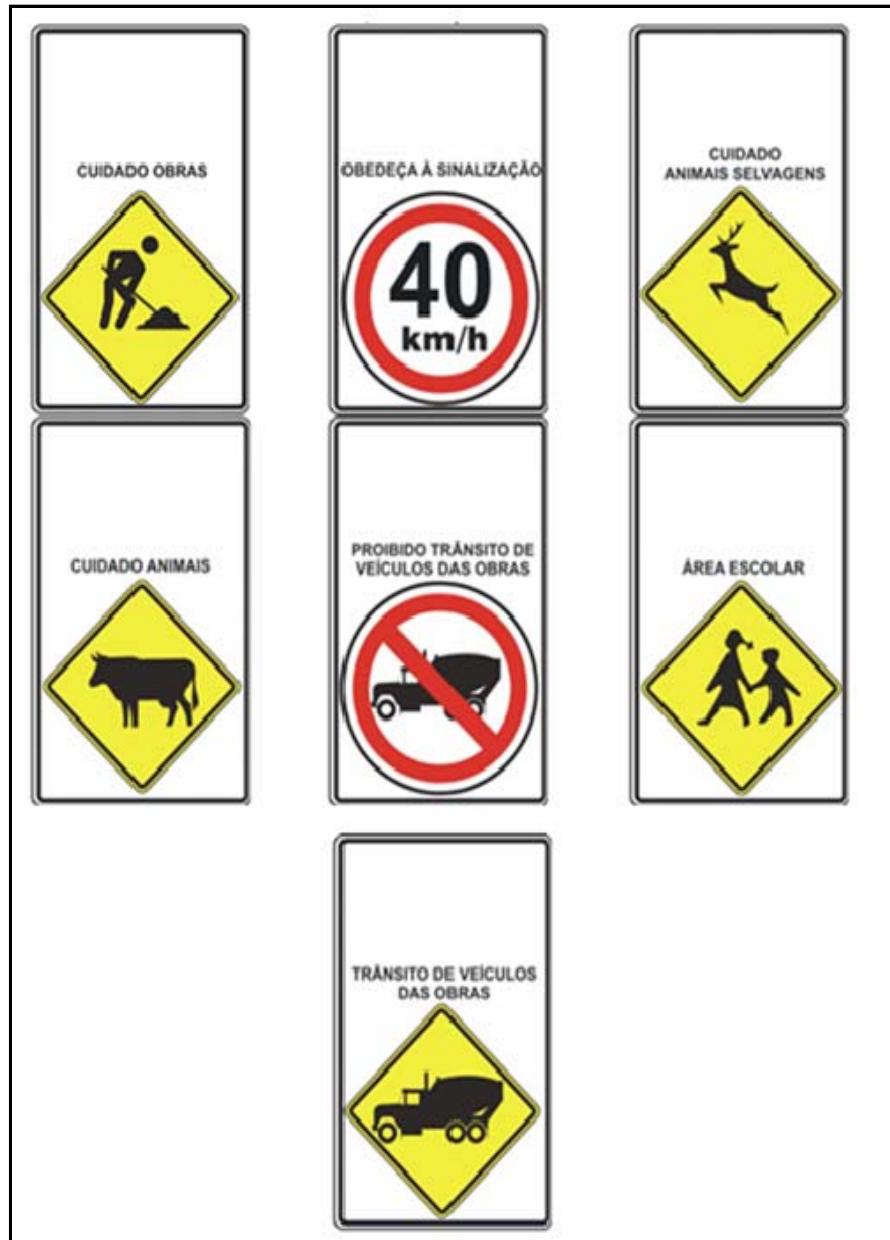 CUIDADO OBRAS
OBEDEÇA À SINALIZAÇÃO
40
km/h
CUIDADO
ANIMAIS SELVAGENS
CUIDADO ANIMAIS
PROIBIDO TRÂNSITO DE
VEÍCULOS DAS OBRAS
ÁREA ESCOLAR
TRÂNSITO DE VEÍCULOS
DAS OBRAS